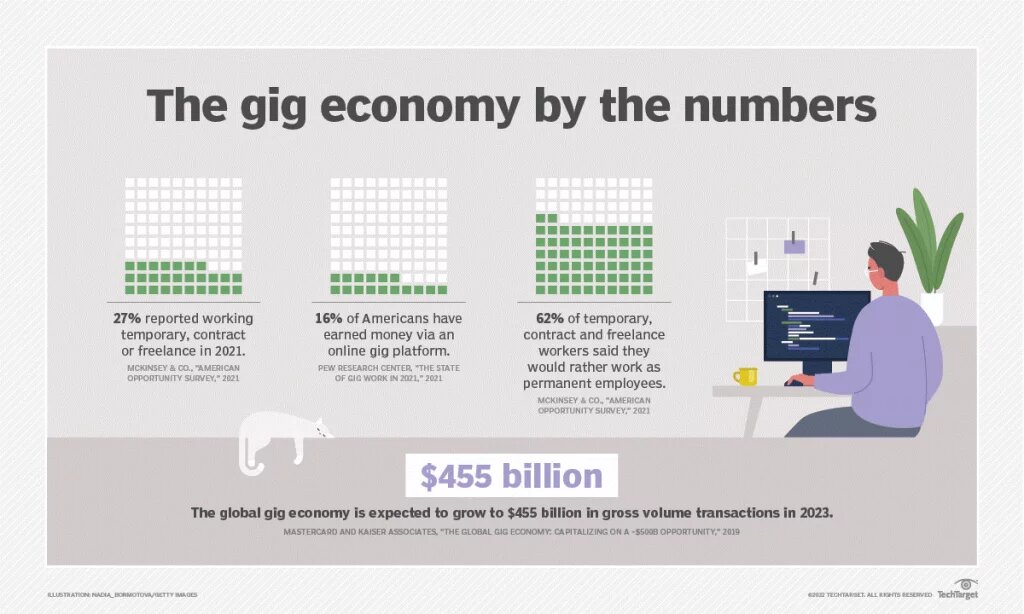 The gig economy by the numbers
27% reported working
temporary, contract
or freelance in 2021.
MCKINSEY & CO., "AMERICAN
OPPORTUNITY SURVEY," 2021
16% of Americans have
earned money via an
online gig platform.
PEW RESEARCH CENTER, "THE STATE
OF GIG WORK IN 2021," 2021
62% of temporary,
contract and freelance
workers said they
would rather work as
permanent employees.
MCKINSEY & CO., "AMERICAN
OPPORTUNITY SURVEY," 2021
$455 billion
The global gig economy is expected to grow to $455 billion in gross volume transactions in 2023.
MASTERCARD AND KAISER ASSOCIATES, "THE GLOBAL GIG ECONOMY: CAPITALIZING ON A ~$500B OPPORTUNITY," 2019
ILLUSTRATION: NADIA_BORMOTOVA/GETTY IMAGES
©2022 TECHTARGET. ALL RIGHTS RESERVED
TechTarget